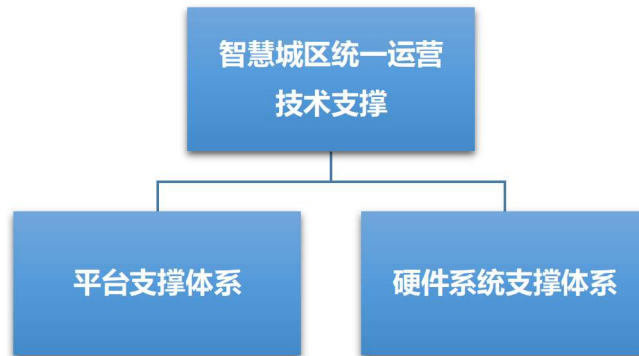 智慧城区统一运营
技术支撑
平台支撑体系
硬件系统支撑体系